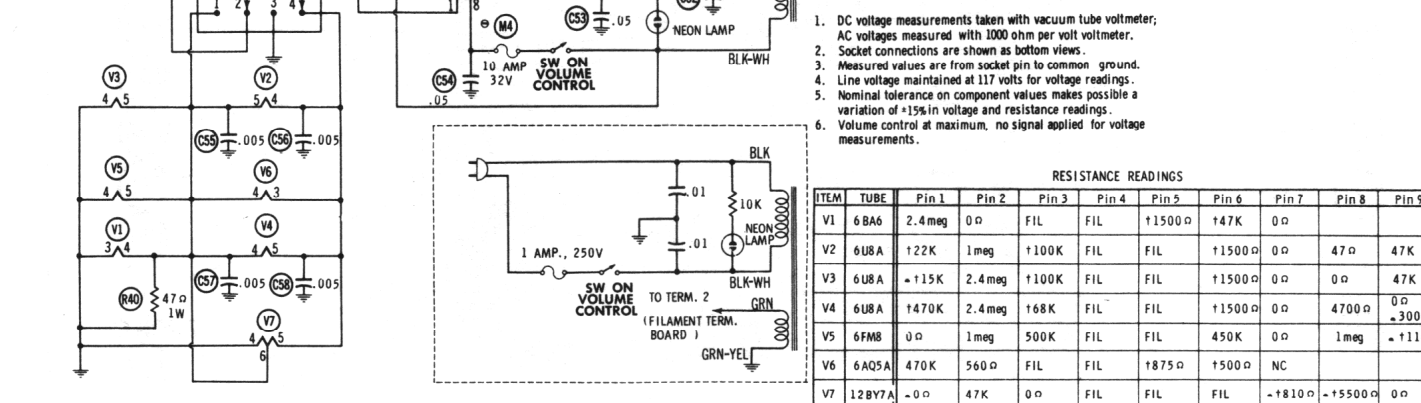 1 2 3 4
8
M4
10 AMP
32V
SW ON
VOLUME
CONTROL
C53 .05
NEON LAMP
BLK-WH
C54
.05
V3
4 5
V2
5 4
C55 .005 C56 .005
V5
4 5
V6
4 3
V1
3 4
V4
4 5
C57 .005 C58 .005
R40 47Ω
1W
V7
4 5
6
BLK
.01
10K
NEON
LAMP
.01
1 AMP., 250V
BLK-WH
SW ON
VOLUME
CONTROL
TO TERM. 2
GRN
(FILAMENT TERM.
BOARD )
GRN-YEL
1. DC voltage measurements taken with vacuum tube voltmeter;
AC voltages measured with 1000 ohm per volt voltmeter.
2. Socket connections are shown as bottom views.
3. Measured values are from socket pin to common ground.
4. Line voltage maintained at 117 volts for voltage readings.
5. Nominal tolerance on component values makes possible a
variation of ±15% in voltage and resistance readings.
6. Volume control at maximum, no signal applied for voltage
measurements.
RESISTANCE READINGS
ITEM TUBE Pin 1 Pin 2 Pin 3 Pin 4 Pin 5 Pin 6 Pin 7 Pin 8 Pin 9
V1 6BA6 2.4 meg 0Ω FIL FIL †1500Ω †47K 0Ω
V2 6U8A †22K 1meg †100K FIL FIL †1500Ω 0Ω 47Ω 47K
V3 6U8A †15K 2.4 meg †100K FIL FIL †1500Ω 0Ω 0Ω 47K
V4 6U8A †470K 2.4 meg †68K FIL FIL †1500Ω 0Ω 4700Ω 0Ω
300
V5 6FM8 0Ω 1meg 500K FIL FIL 450K 0Ω 1meg †11
V6 6AQ5A 470K 560Ω FIL FIL †875Ω †500Ω NC
V7 12BY7A 0Ω 47K 0Ω FIL FIL FIL †810Ω †5500Ω 0Ω